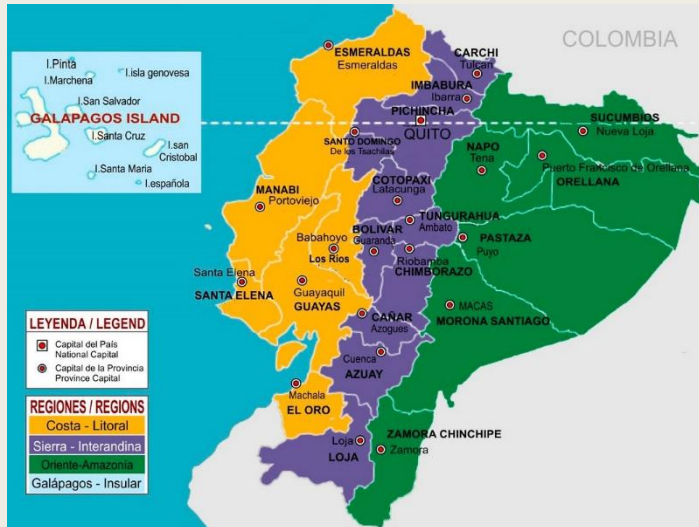 I.Pinta
I.Marchena
I.isla genovesa
I.San Salvador
GALAPAGOS ISLAND
I.Santa Cruz
I.san
Cristobal
I.Santa Maria
I.española
COLOMBIA
ESMERALDAS
Esmeraldas
CARCHI
Tulcan
IMBABURA
Ibarra
PICHINCHA
QUITO
SANTO DOMINGO
De los Tsachilas
SUCUMBIOS
Nueva Loja
NAPO
Tena
Puerto Francisco de Orellana
ORELLANA
COTOPAXI
Latacunga
MANABI
Portoviejo
TUNGURAHUA
Ambato
BOLIVAR
Guaranda
PASTAZA
Puyo
Babahoyo
Los Rios
Riobamba
CHIMBORAZO
Santa Elena
SANTA ELENA
Guayaquil
GUAYAS
MACAS
MORONA SANTIAGO
CAÑAR
Azogues
Cuenca
AZUAY
Machala
EL ORO
Loja
LOJA
ZAMORA CHINCHIPE
Zamora
LEYENDA / LEGEND
Capital del País
National Capital
Capital de la Provincia
Province Capital
REGIONES / REGIONS
Costa - Litoral
Sierra - Interandina
Oriente-Amazonía
Galápagos - Insular